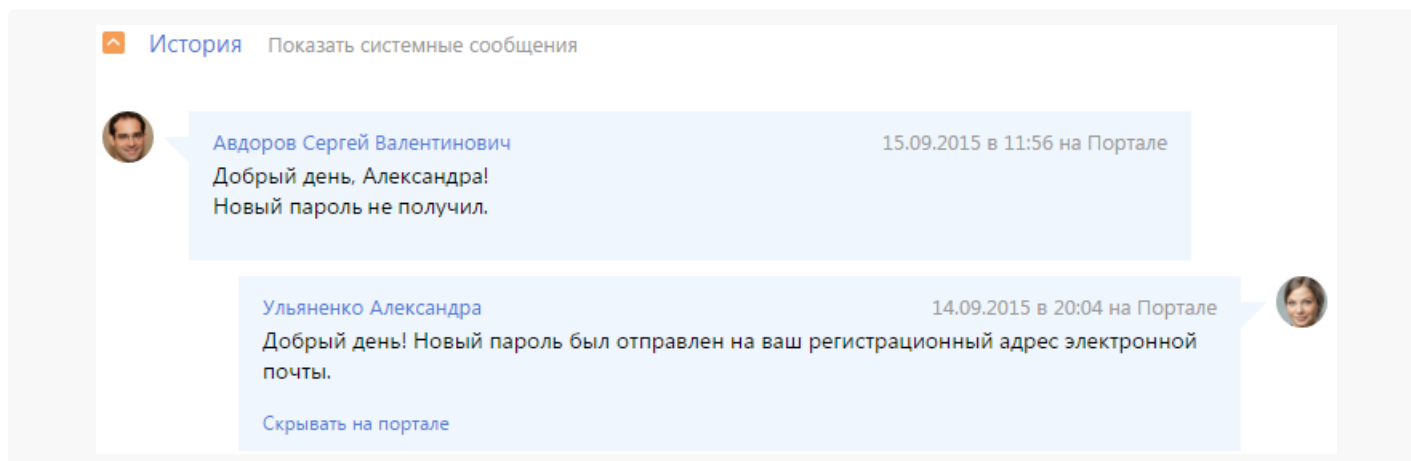 История Показать системные сообщения
Авдоров Сергей Валентинович 15.09.2015 в 11:56 на Портале
Добрый день, Александра!
Новый пароль не получил.
Ульяненко Александра 14.09.2015 в 20:04 на Портале
Добрый день! Новый пароль был отправлен на ваш регистрационный адрес электронной
почты.
Скрывать на портале